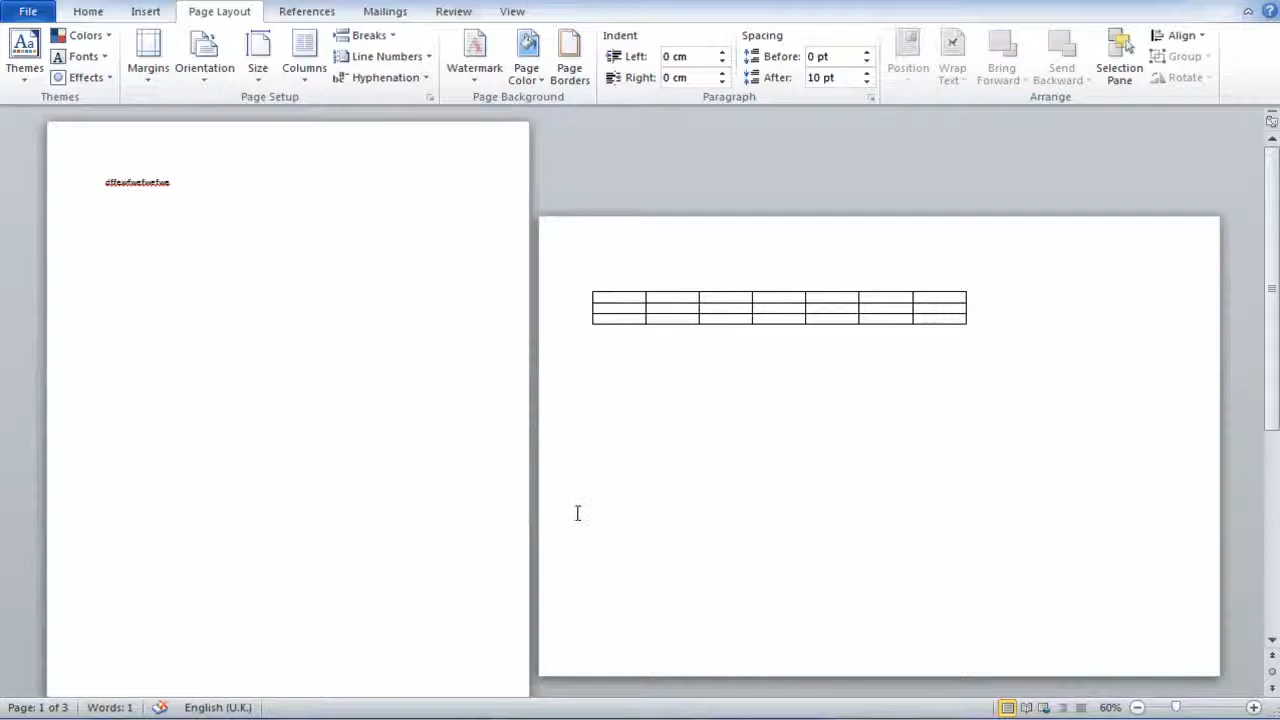 File Home Insert Page Layout References Mailings Review View
Aa Colors Breaks Indent Spacing Align
Fonts Line Numbers Left: 0 cm Before: 0 pt Group
Themes Effects Margins Orientation Size Columns Hyphenation Watermark Page Color Page Borders Right: 0 cm After: 10 pt Position Wrap Text Bring Forward Send Backward Selection Pane Rotate
Themes Page Setup Page Background Paragraph Arrange
dffewfwefwefwe
Page: 1 of 3 Words: 1 English (U.K.) 60%